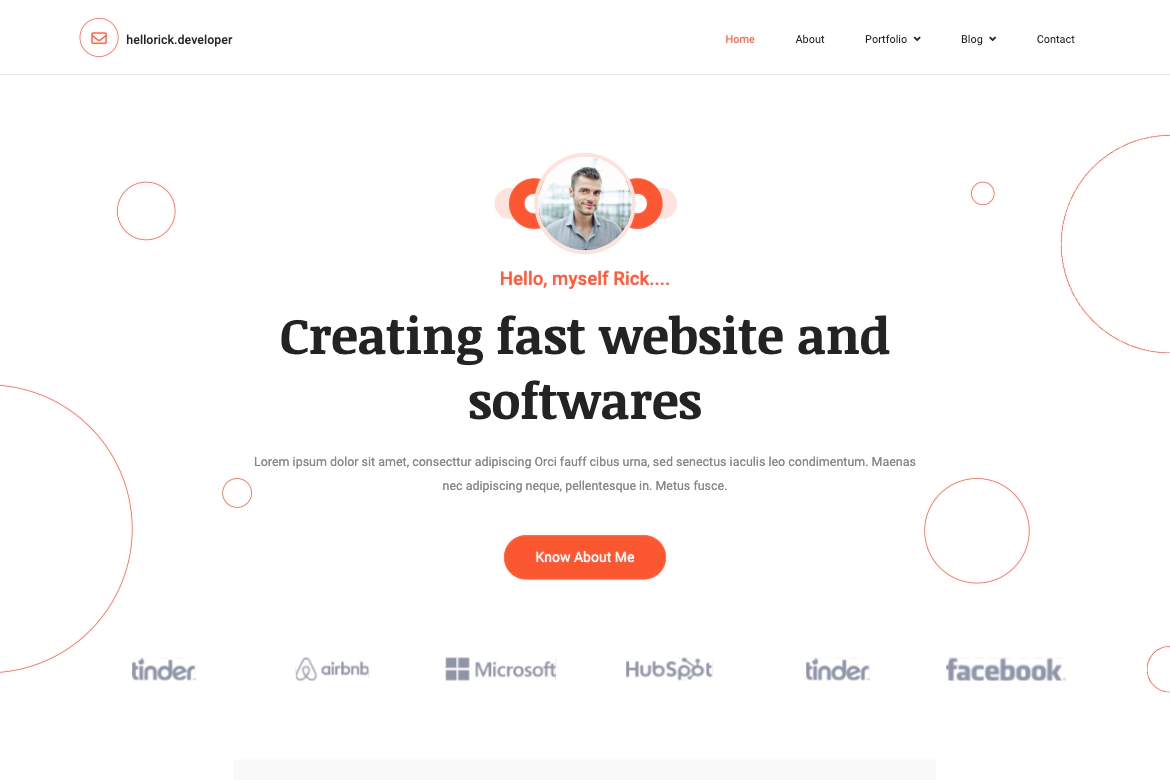 hellorick.developer
Home
About
Portfolio
Blog
Contact
Hello, myself Rick....
Creating fast website and
softwares
Lorem ipsum dolor sit amet, consecttur adipiscing Orci fauff cibus urna, sed senectus iaculis leo condimentum. Maenas
nec adipiscing neque, pellentesque in. Metus fusce.
Know About Me
tinder.
airbnb
Microsoft
HubSpot
tinder.
facebook.